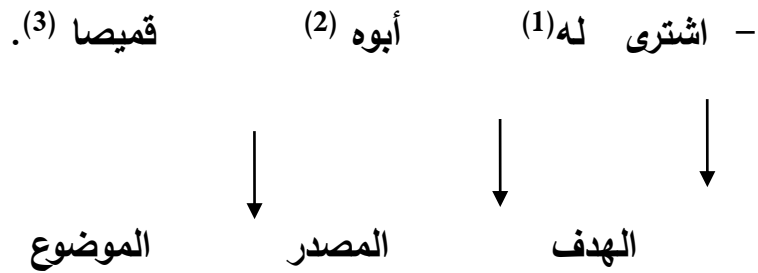 – اشترى له(1) أبوه (2) قميصا (3).
الهدف المصدر الموضوع